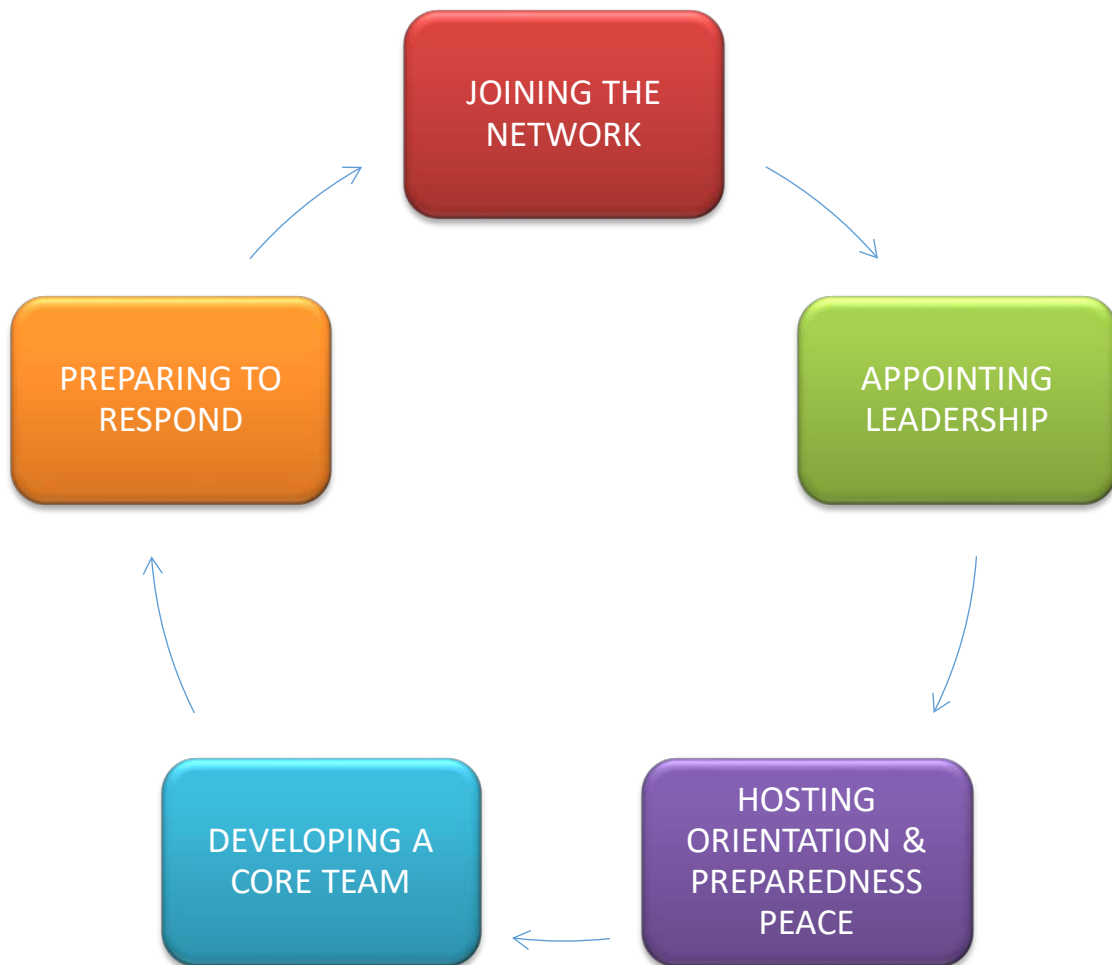 JOINING THE
NETWORK
APPOINTING
LEADERSHIP
HOSTING
ORIENTATION &
PREPAREDNESS
PEACE
DEVELOPING A
CORE TEAM
PREPARING TO
RESPOND